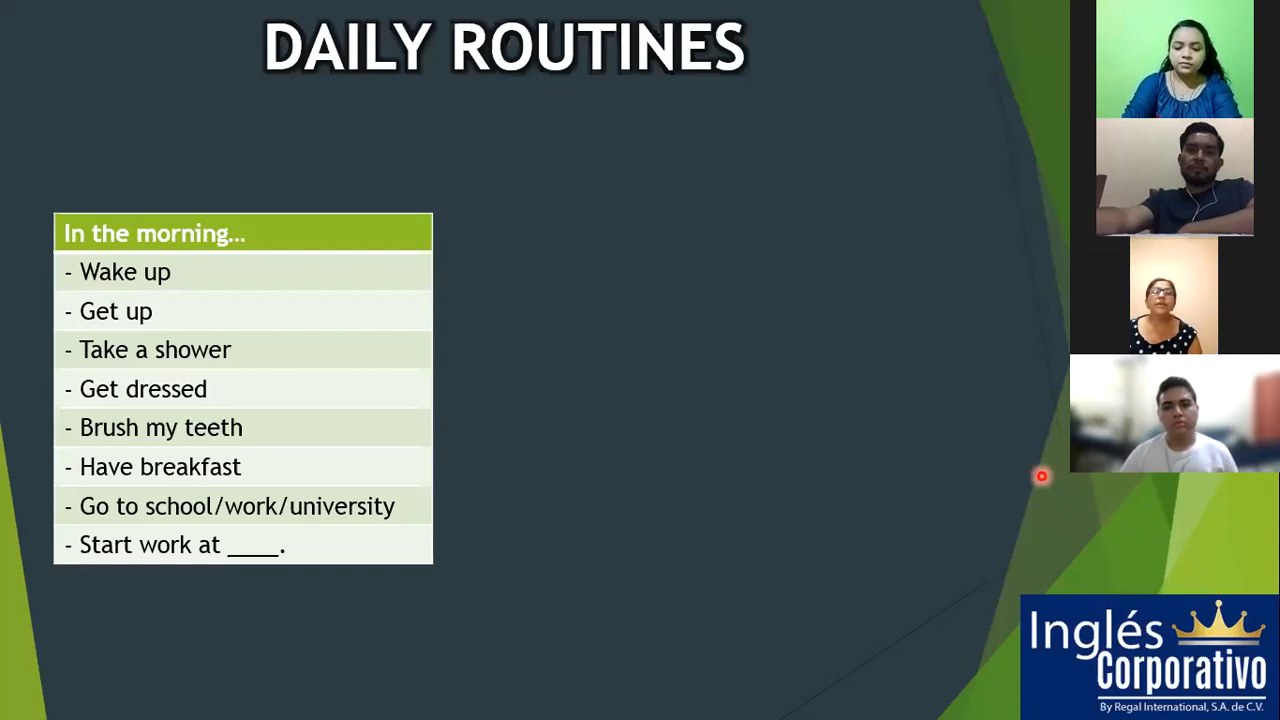 DAILY ROUTINES
In the morning...
- Wake up
- Get up
- Take a shower
- Get dressed
- Brush my teeth
- Have breakfast
- Go to school/work/university
- Start work at ____.
Inglés
Corporativo
By Regal International, S.A. de C.V.